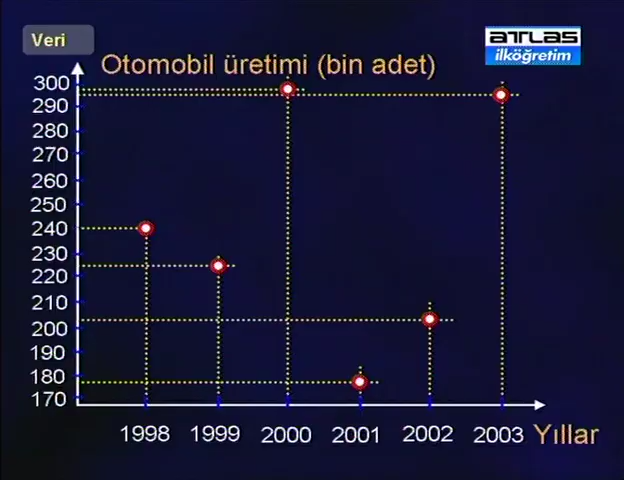 Veri
ATLAS
ilköğretim
Otomobil üretimi (bin adet)
300
290
280
270
260
250
240
230
220
210
200
190
180
170
1998 1999 2000 2001 2002 2003 Yıllar